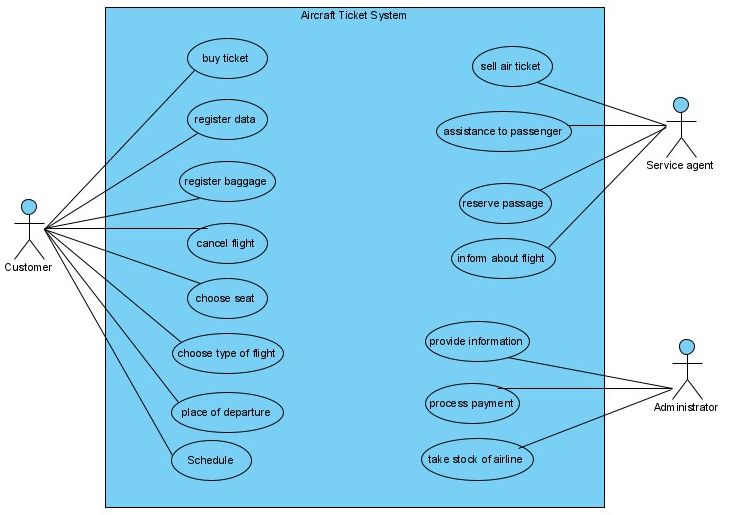 Aircraft Ticket System
buy ticket
register data
register baggage
cancel flight
choose seat
choose type of flight
place of departure
Schedule
Customer
sell air ticket
assistance to passenger
reserve passage
inform about flight
Service agent
provide information
process payment
take stock of airline
Administrator